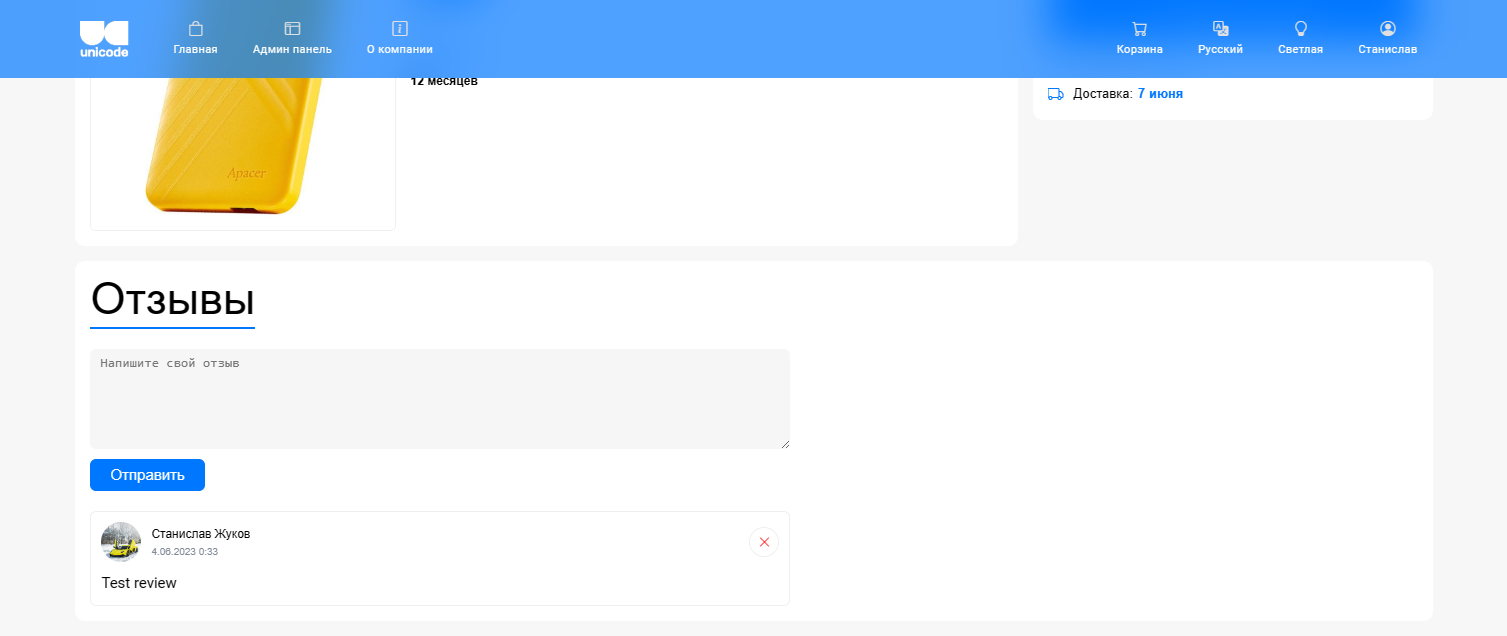 unicode
Главная
Админ панель
О компании
Корзина
Русский
Светлая
Станислав
12 месяцев
Доставка: 7 июня
Apacer
Отзывы
Напишите свой отзыв
Отправить
Станислав Жуков
4.06.2023 0:33
Test review